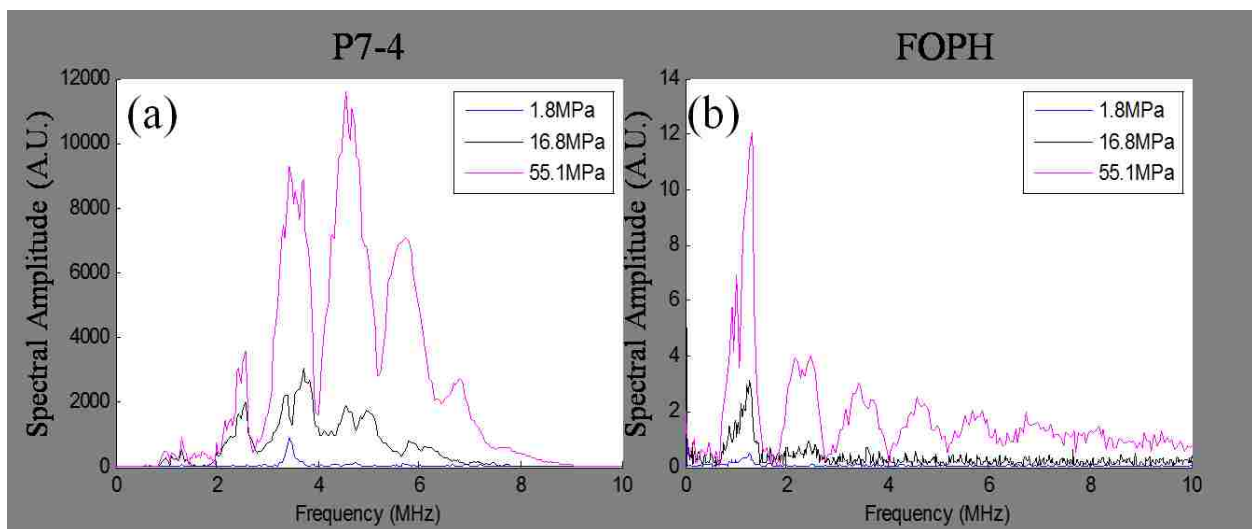 P7-4
(a)
12000
10000
8000
6000
4000
2000
0
Spectral Amplitude (A.U.)
1.8MPa
16.8MPa
55.1MPa
0 2 4 6 8 10
Frequency (MHz)
FOPH
(b)
14
12
10
8
6
4
2
0
Spectral Amplitude (A.U.)
1.8MPa
16.8MPa
55.1MPa
0 2 4 6 8 10
Frequency (MHz)